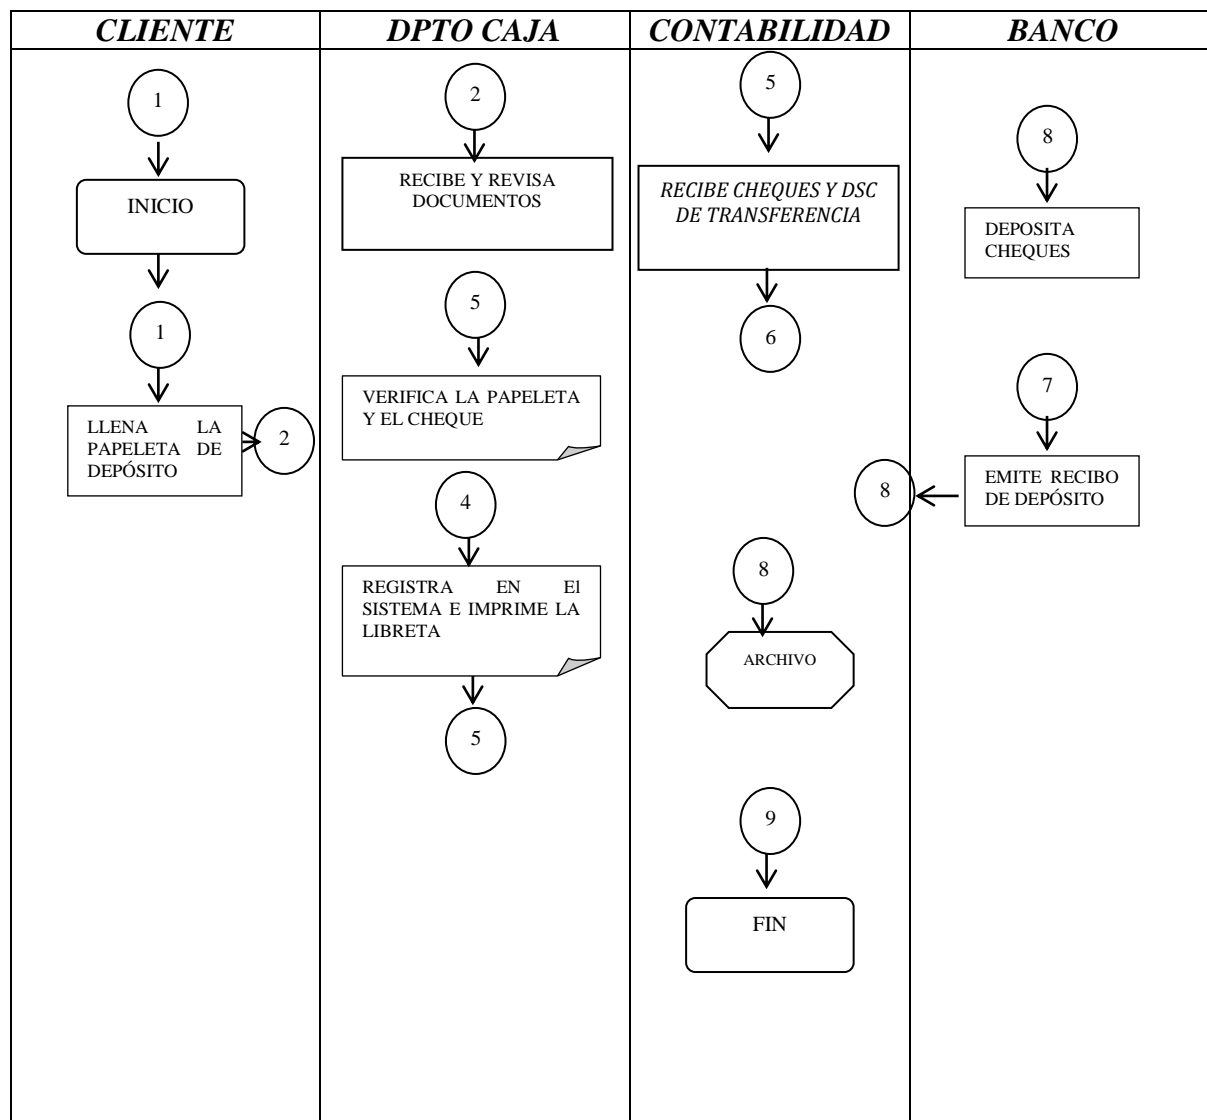 CLIENTE
DPTO CAJA
CONTABILIDAD
BANCO
1
INICIO
1
LLENA LA
PAPELETA DE
DEPÓSITO
2
2
RECIBE Y REVISA
DOCUMENTOS
5
VERIFICA LA PAPELETA
Y EL CHEQUE
4
REGISTRA EN El
SISTEMA E IMPRIME LA
LIBRETA
5
5
RECIBE CHEQUES Y DSC
DE TRANSFERENCIA
6
8
ARCHIVO
9
FIN
8
DEPOSITA
CHEQUES
7
EMITE RECIBO
DE DEPÓSITO
8